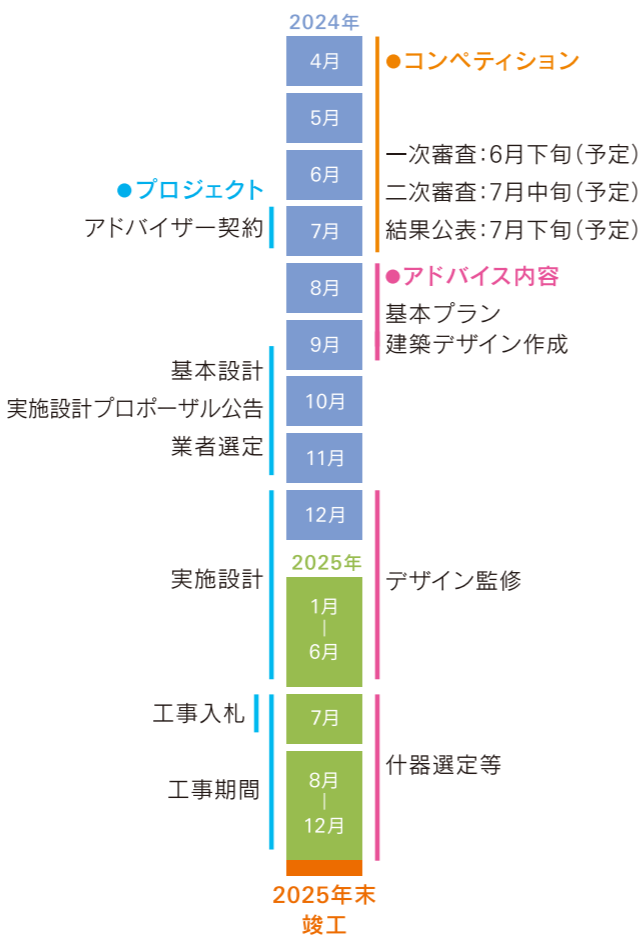 2024年
4月
●コンペティション
5月
一次審査:6月下旬(予定)
6月
二次審査:7月中旬(予定)
●プロジェクト
アドバイザー契約
7月
結果公表:7月下旬(予定)
8月
●アドバイス内容
基本プラン
9月
建築デザイン作成
基本設計
実施設計プロポーザル公告
10月
業者選定
11月
12月
2025年
実施設計
1月
|
6月
デザイン監修
工事入札
7月
工事期間
8月
|
12月
什器選定等
2025年末
竣工